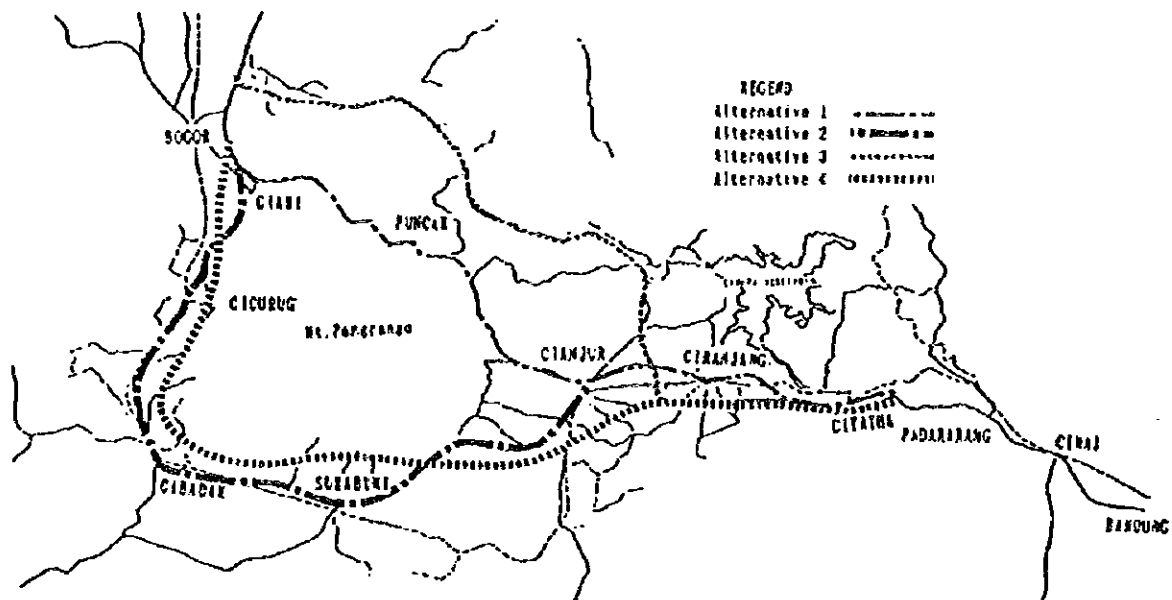 LEGEND
Alternative 1
Alternative 2
Alternative 3
Alternative 4
BOGOR
CIAWI
PUNCAK
CICURUG
Mt. Pangrango
CIANJUR
CIRANJANG
CITATAH
PADALARANG
CIMAHI
CIBADAK
SUKABUMI
BANDUNG